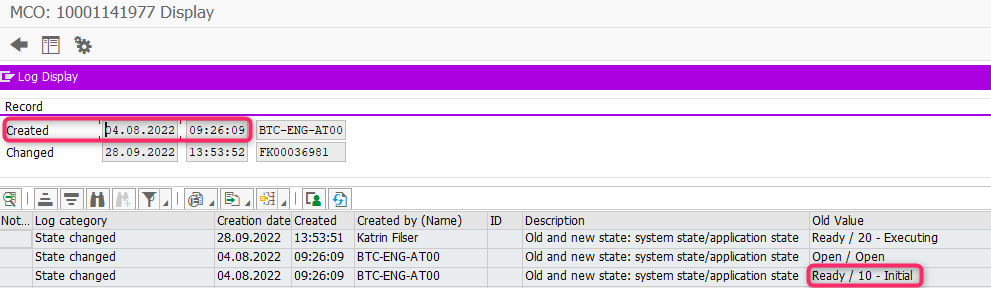 MCO: 10001141977 Display
Log Display
Record
Created 04.08.2022 09:26:09 BTC-ENG-AT00
Changed 28.09.2022 13:53:52 FK00036981
Not... Log category Creation date Created Created by (Name) ID Description Old Value
State changed 28.09.2022 13:53:51 Katrin Filser Old and new state: system state/application state Ready / 20 - Executing
State changed 04.08.2022 09:26:09 BTC-ENG-AT00 Old and new state: system state/application state Open / Open
State changed 04.08.2022 09:26:09 BTC-ENG-AT00 Old and new state: system state/application state Ready / 10 - Initial